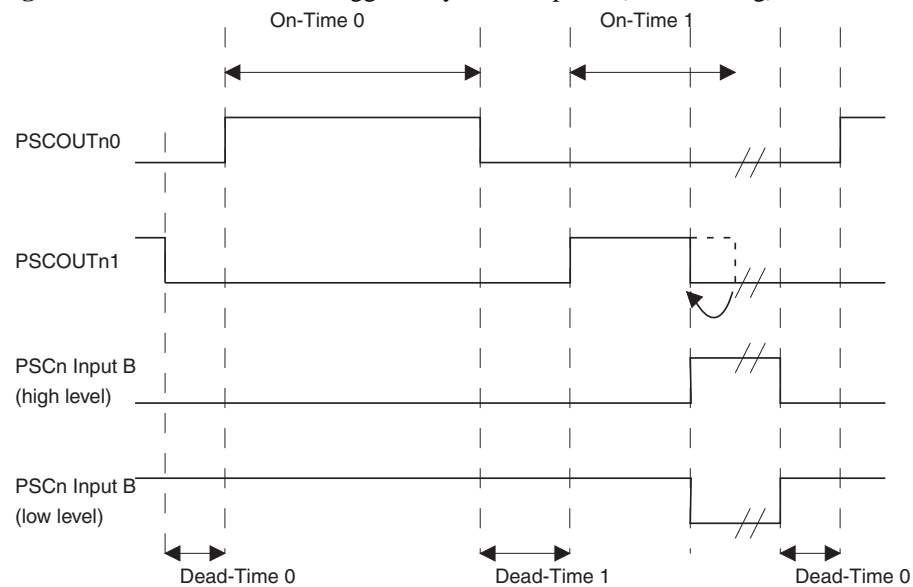 On-Time 0
On-Time 1
PSCOUTn0
PSCOUTn1
PSCn Input B
(high level)
PSCn Input B
(low level)
Dead-Time 0
Dead-Time 1
Dead-Time 0